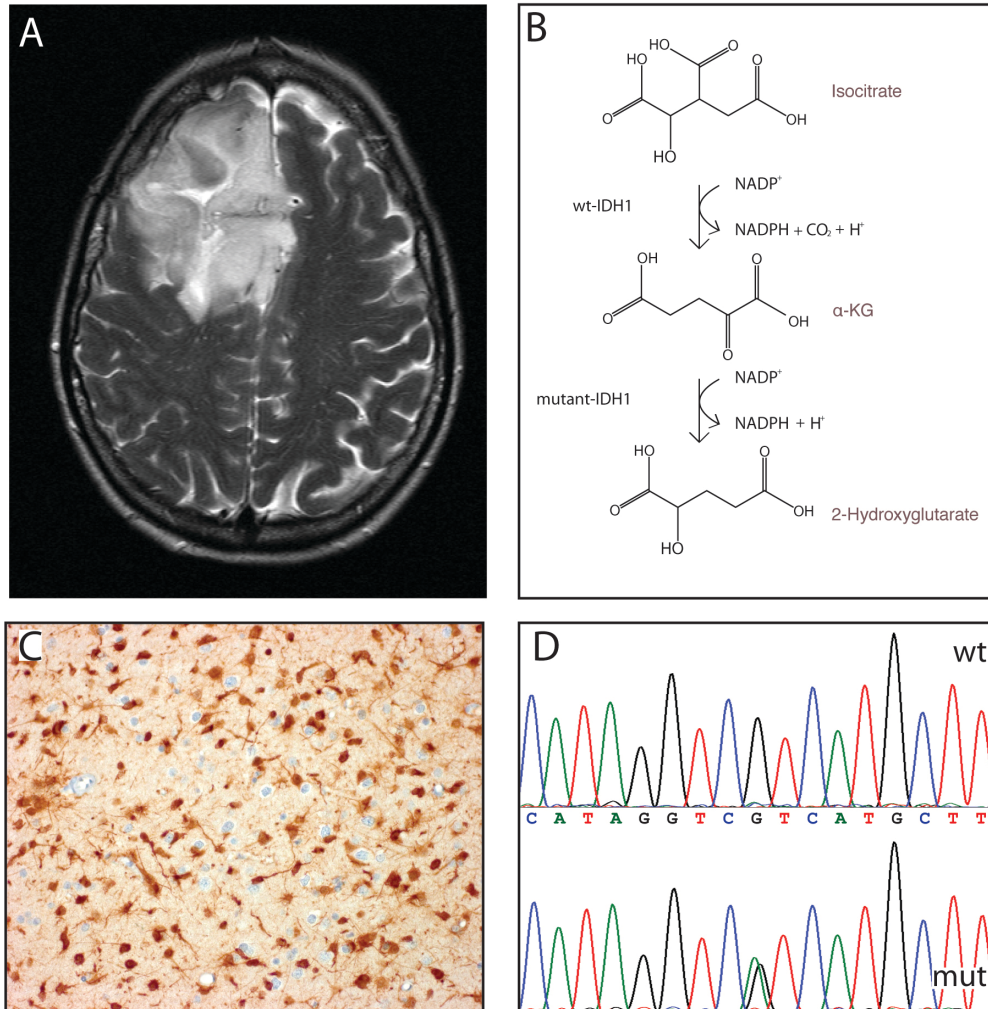 A
B
HO
O
HO
O
O
OH
HO
Isocitrate
wt-IDH1
NADP⁺
NADPH + CO₂ + H⁺
OH
O
O
OH
O
α-KG
mutant-IDH1
NADP⁺
NADPH + H⁺
HO
O
O
OH
HO
2-Hydroxyglutarate
C
D
wt
C A T A G G T C G T C A T G C T T
mut